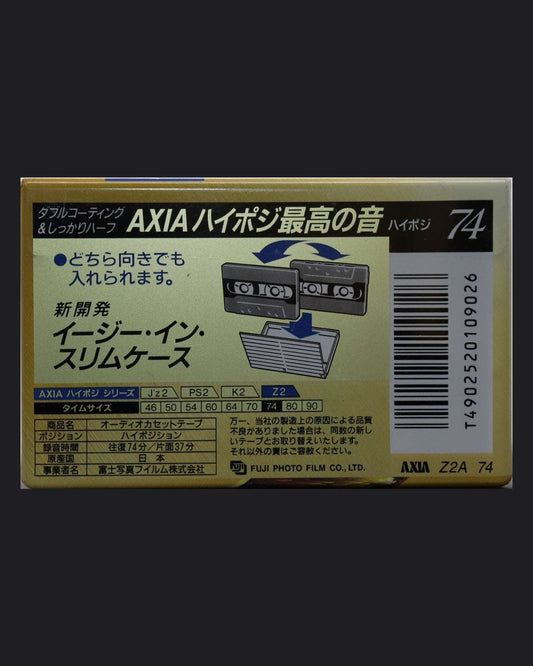 ダブルコーティング
&しっかりハーフ
AXIA ハイポジ最高の音 ハイポジ 74
●どちら向きでも
入れられます。
新開発
イージー・イン・
スリムケース
T4902520109026
AXIA ハイポジ シリーズ J'z 2 PS2 K2 Z2
タイムサイズ 46 50 54 60 64 70 74 80 90
商品名 オーディオカセットテープ
ポジション ハイポジション
録音時間 往復74分/片面37分
原産国 日本
事業者名 富士写真フイルム株式会社
万一、当社の製造上の原因による品質
不良がありました場合は、同数の新し
いテープとお取り替えいたします。
それ以外の責はご容赦ください。
FUJI FUJI PHOTO FILM CO., LTD.
AXIA Z2A 74